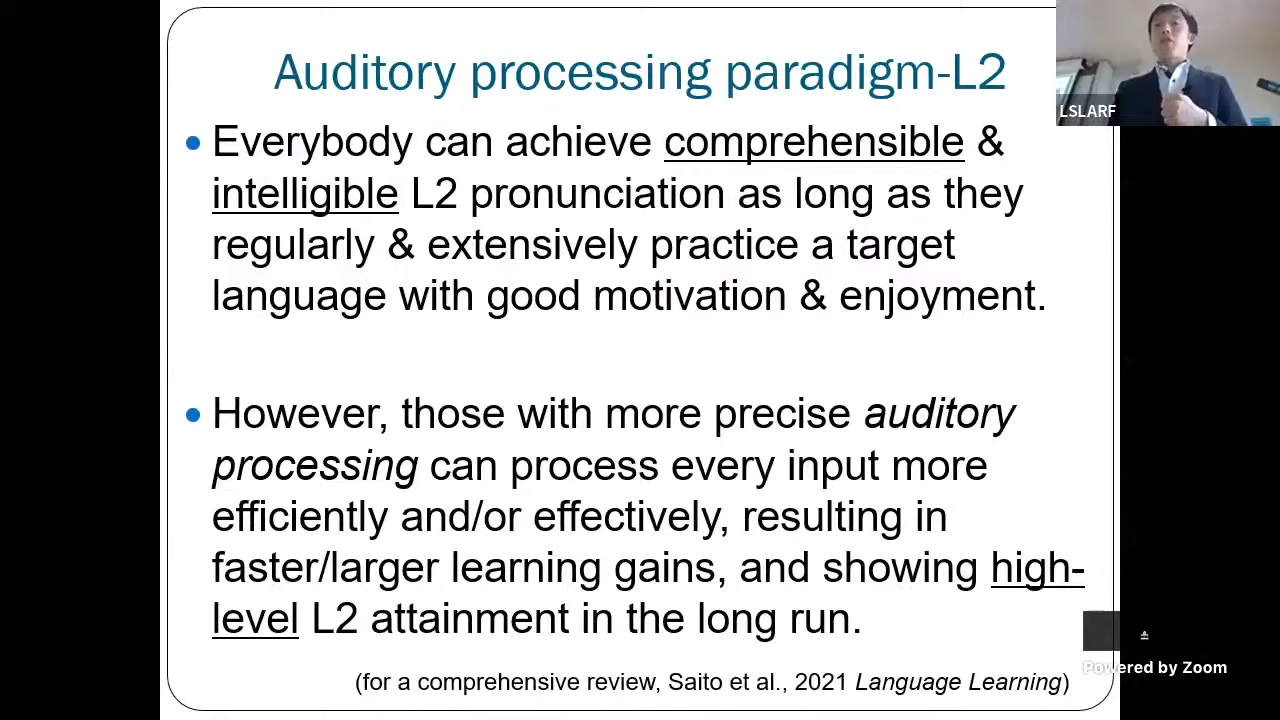 Auditory processing paradigm-L2
LSLARF
• Everybody can achieve comprehensible &
intelligible L2 pronunciation as long as they
regularly & extensively practice a target
language with good motivation & enjoyment.
• However, those with more precise auditory
processing can process every input more
efficiently and/or effectively, resulting in
faster/larger learning gains, and showing high-
level L2 attainment in the long run.
(for a comprehensive review, Saito et al., 2021 Language Learning)
Powered by Zoom